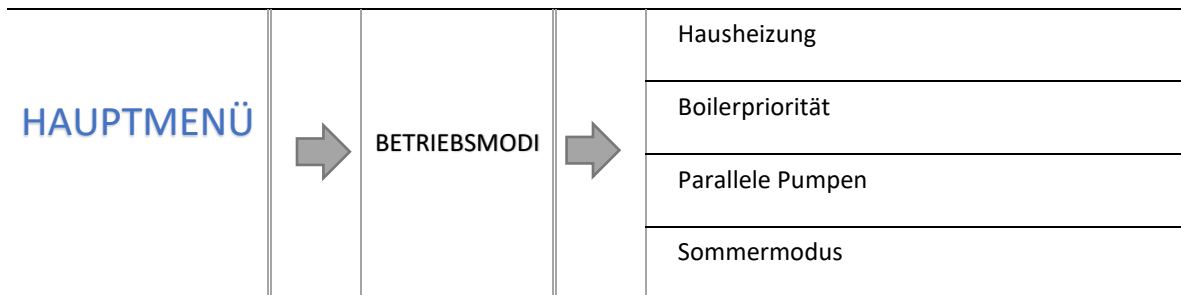 HAUPTMENÜ
BETRIEBSMODI
Hausheizung
Boilerpriorität
Parallele Pumpen
Sommermodus